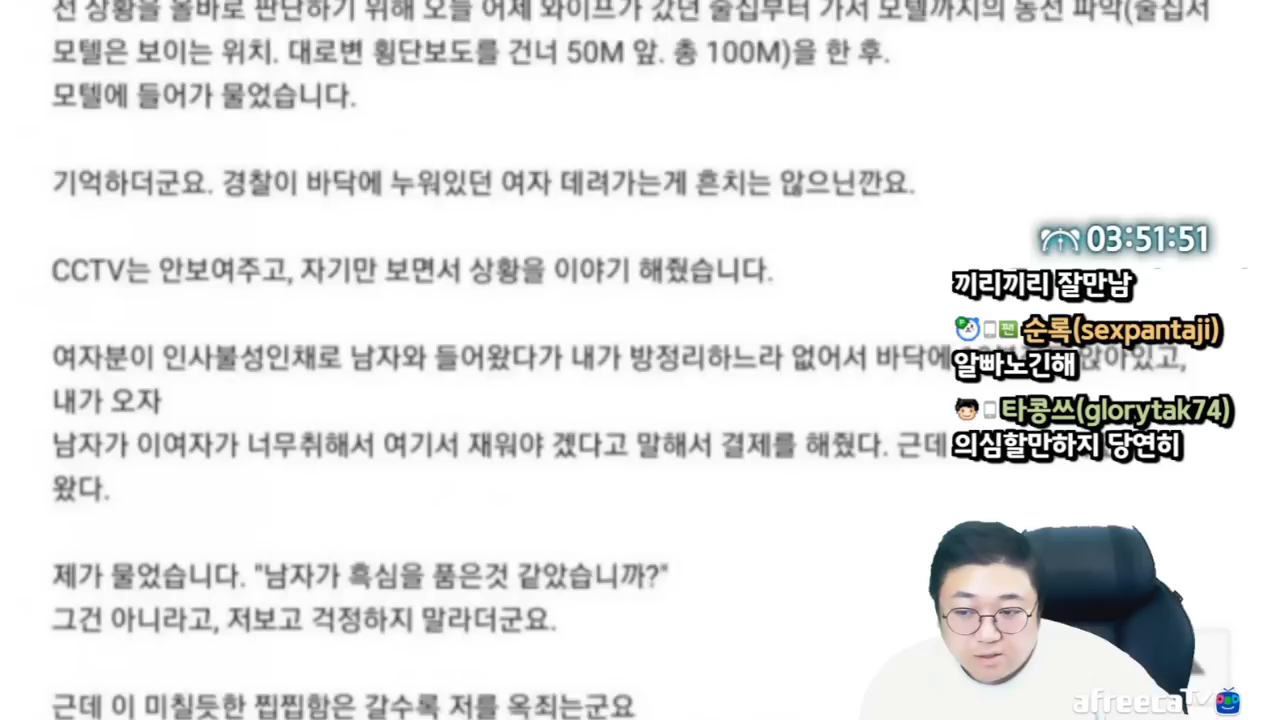 전 상황을 올바로 판단하기 위해 오늘 어제 와이프가 갔던 술집부터 가서 모텔까지의 동선 파악(술집서
모텔은 보이는 위치. 대로변 횡단보도를 건너 50M 앞. 총 100M)을 한 후.
모텔에 들어가 물었습니다.
기억하더군요. 경찰이 바닥에 누워있던 여자 데려가는게 흔치는 않으닌깐요.
CCTV는 안보여주고, 자기만 보면서 상황을 이야기 해줬습니다.
여자분이 인사불성인채로 남자와 들어왔다가 내가 방정리하느라 없어서 바닥에 앉아있고,
내가 오자
남자가 이여자가 너무취해서 여기서 재워야 겠다고 말해서 결제를 해줬다. 근데
왔다.
제가 물었습니다. "남자가 흑심을 품은것 같았습니까?"
그건 아니라고, 저보고 걱정하지 말라더군요.
근데 이 미칠듯한 찝찝함은 갈수록 저를 옥죄는군요
03:51:51
끼리끼리 잘만남
팬 순록(sexpantaji)
알빠노긴해
타콩쓰(glorytak74)
의심할만하지 당연히
afreecaTV